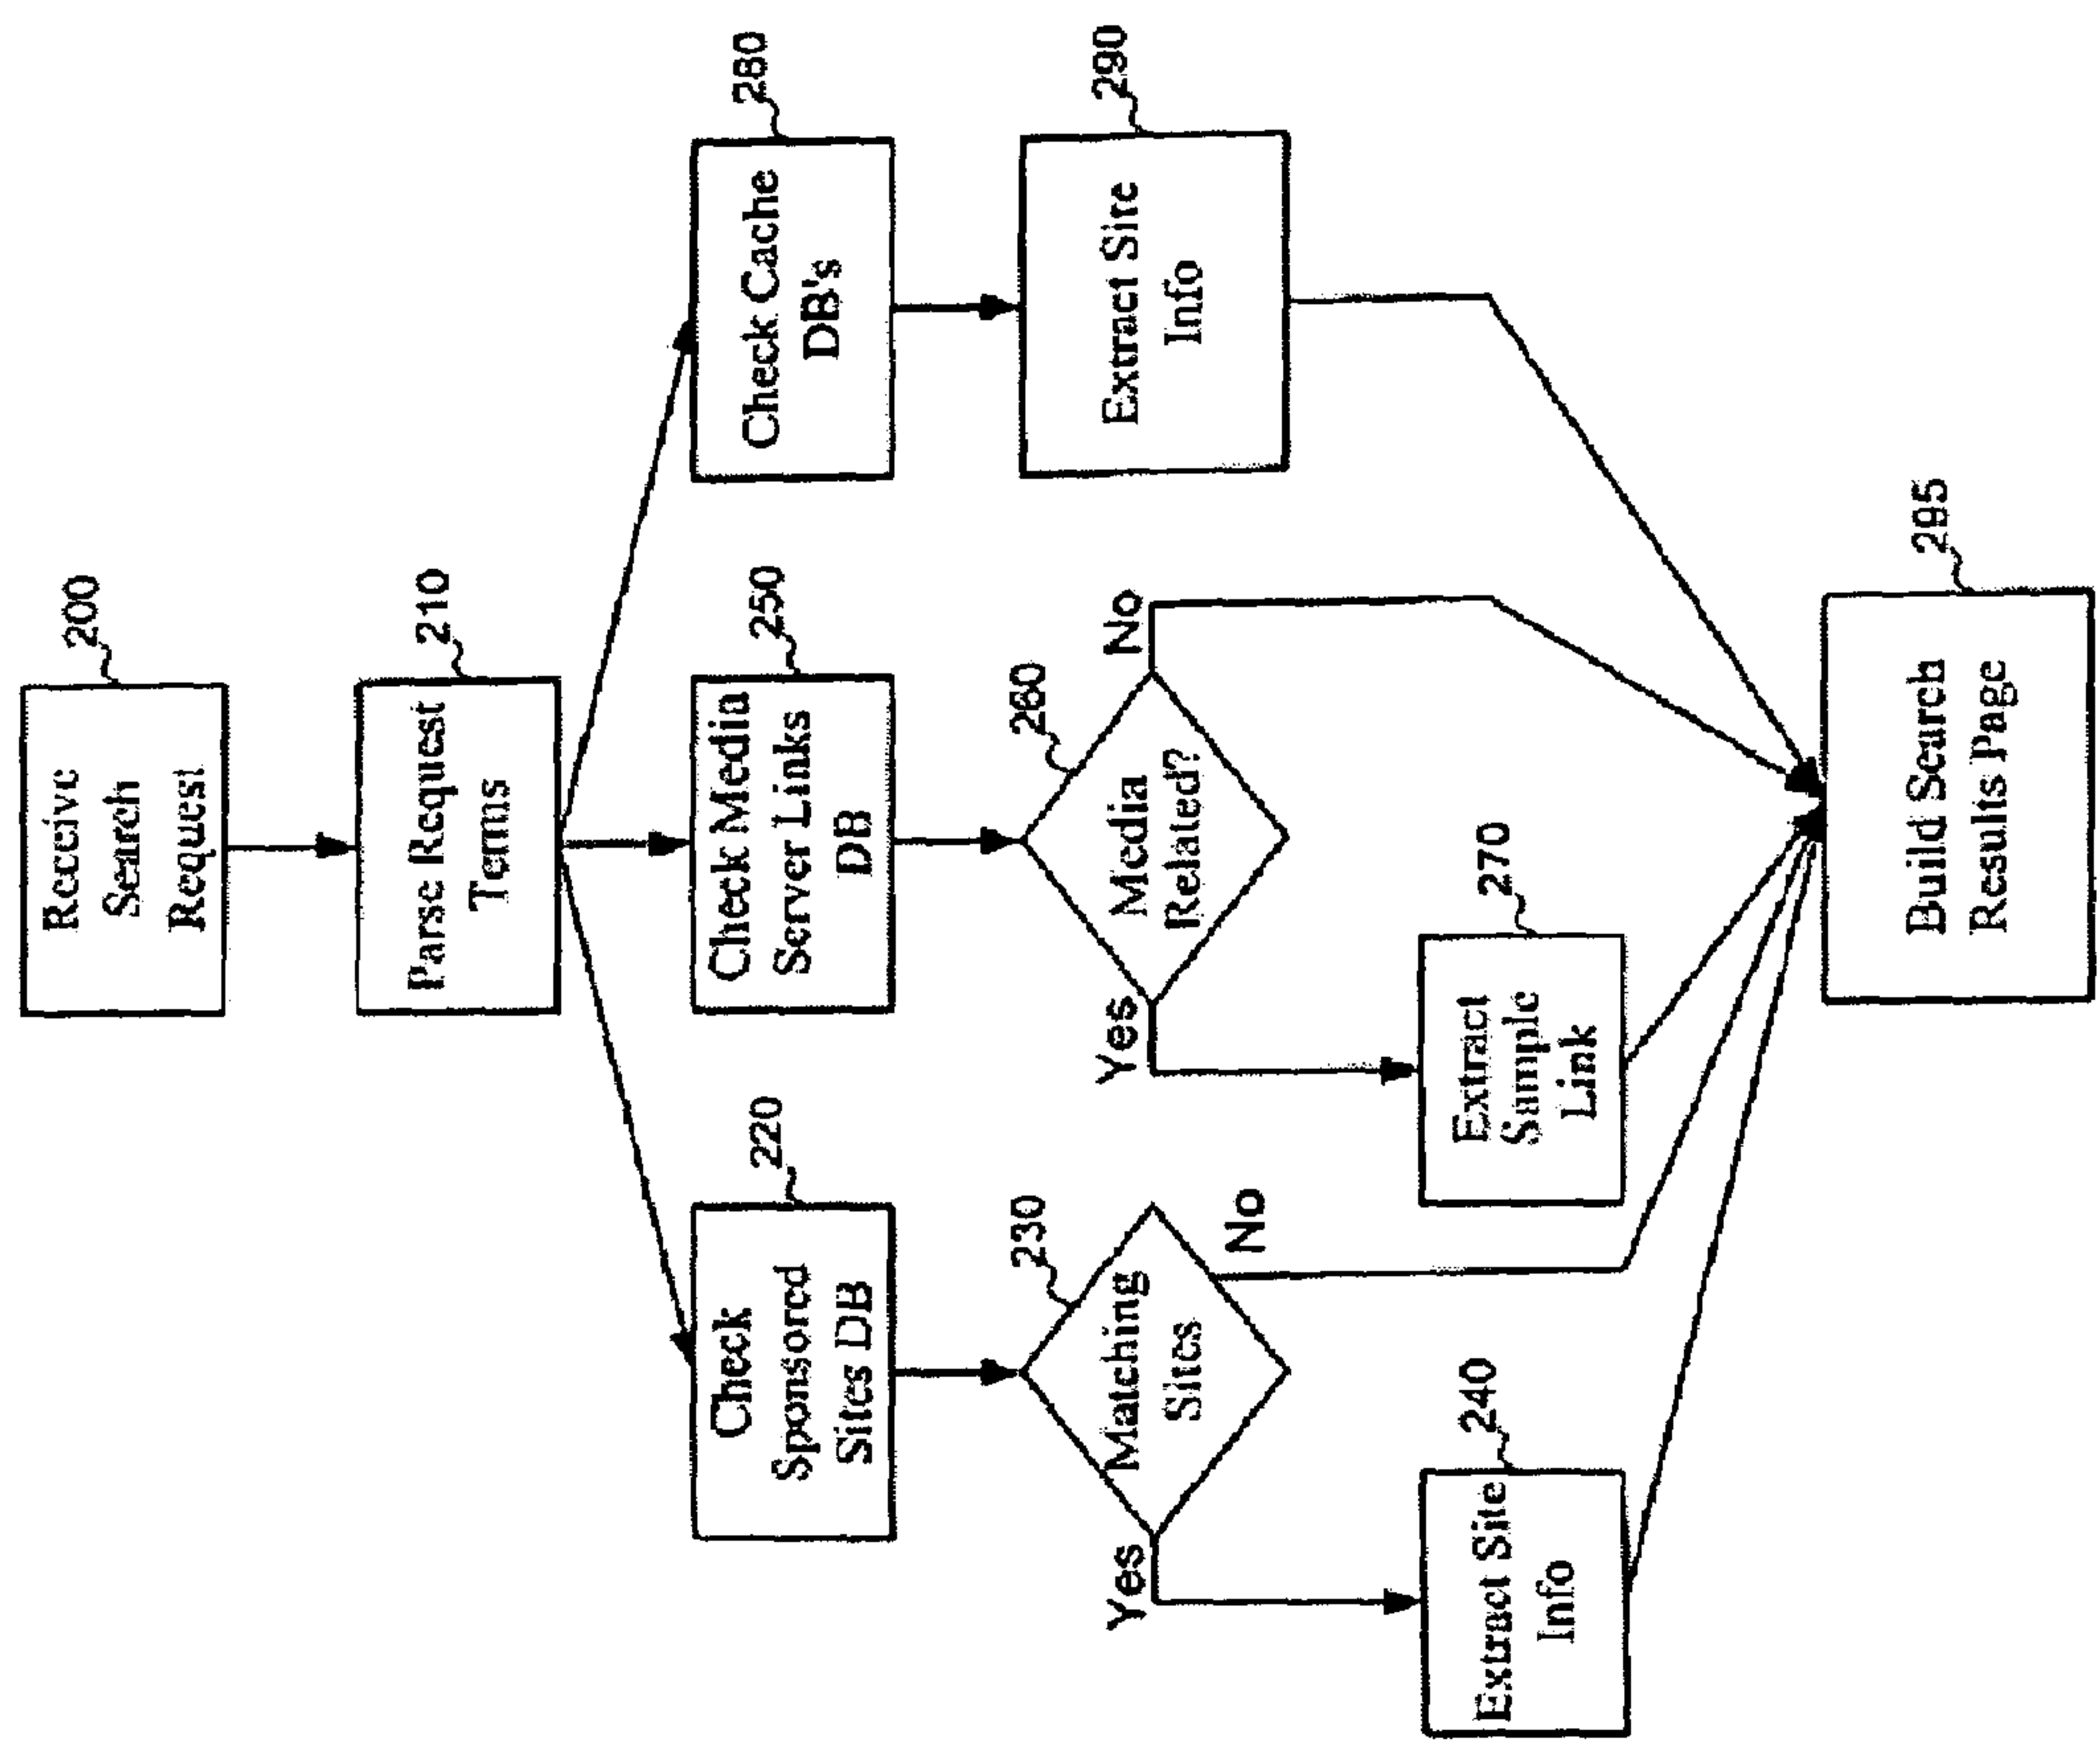 200
Receive
Search
Request
210
Parse Request
Terms
220
Check
Sponsored
Sites DB
250
Check Media
Server Links
DB
280
Check Cache
DB's
230
Matching
Sites
Yes
No
260
Media
Related?
Yes
No
290
Extract Site
Info
240
Extract Site
Info
270
Extract
Sample
Link
295
Build Search
Results Page